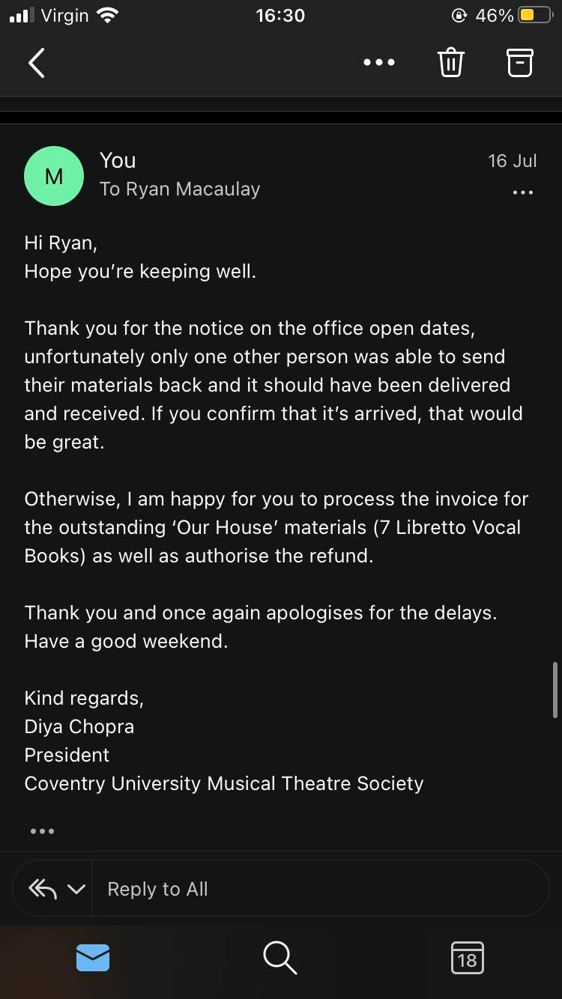 Virgin 16:30 46%
M
You 16 Jul
To Ryan Macaulay
Hi Ryan,
Hope you’re keeping well.
Thank you for the notice on the office open dates,
unfortunately only one other person was able to send
their materials back and it should have been delivered
and received. If you confirm that it’s arrived, that would
be great.
Otherwise, I am happy for you to process the invoice for
the outstanding ‘Our House’ materials (7 Libretto Vocal
Books) as well as authorise the refund.
Thank you and once again apologises for the delays.
Have a good weekend.
Kind regards,
Diya Chopra
President
Coventry University Musical Theatre Society
Reply to All
18